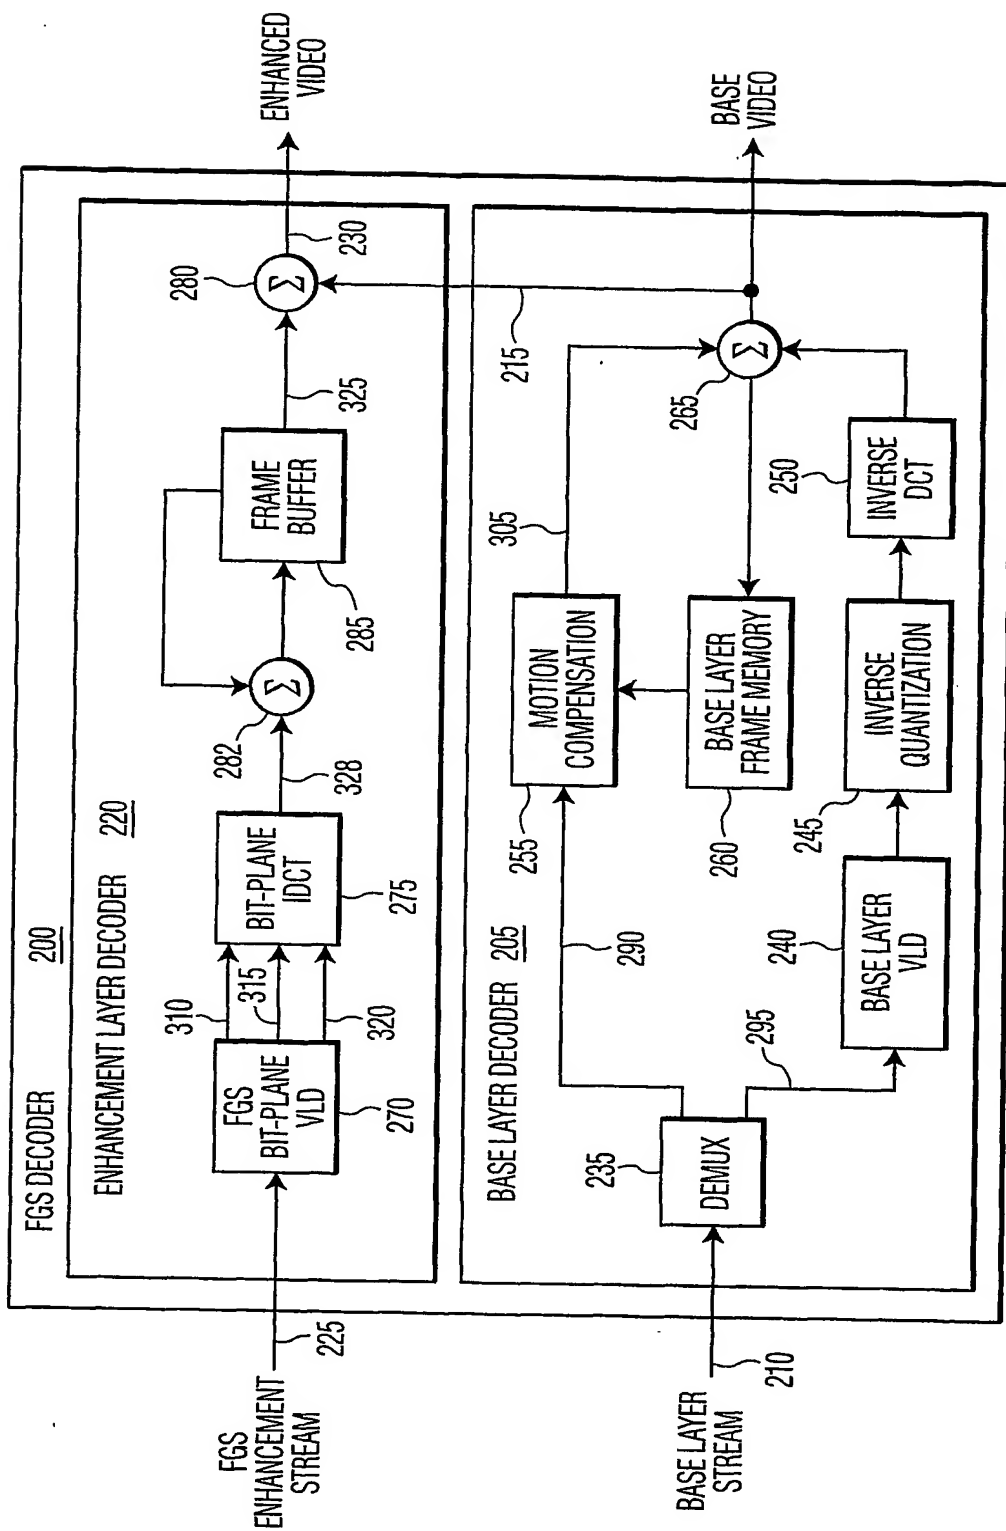 FGS DECODER
200
ENHANCEMENT LAYER DECODER
220
FGS
ENHANCEMENT
STREAM
225
FGS
BIT-PLANE
VLD
270
310
315
320
BIT-PLANE
IDCT
275
328
282
Σ
FRAME
BUFFER
285
325
280
Σ
230
ENHANCED
VIDEO
BASE LAYER DECODER
205
BASE LAYER
STREAM
210
235
DEMUX
290
295
255
MOTION
COMPENSATION
305
260
BASE LAYER
FRAME MEMORY
240
BASE LAYER
VLD
245
INVERSE
QUANTIZATION
250
INVERSE
DCT
265
Σ
215
BASE
VIDEO